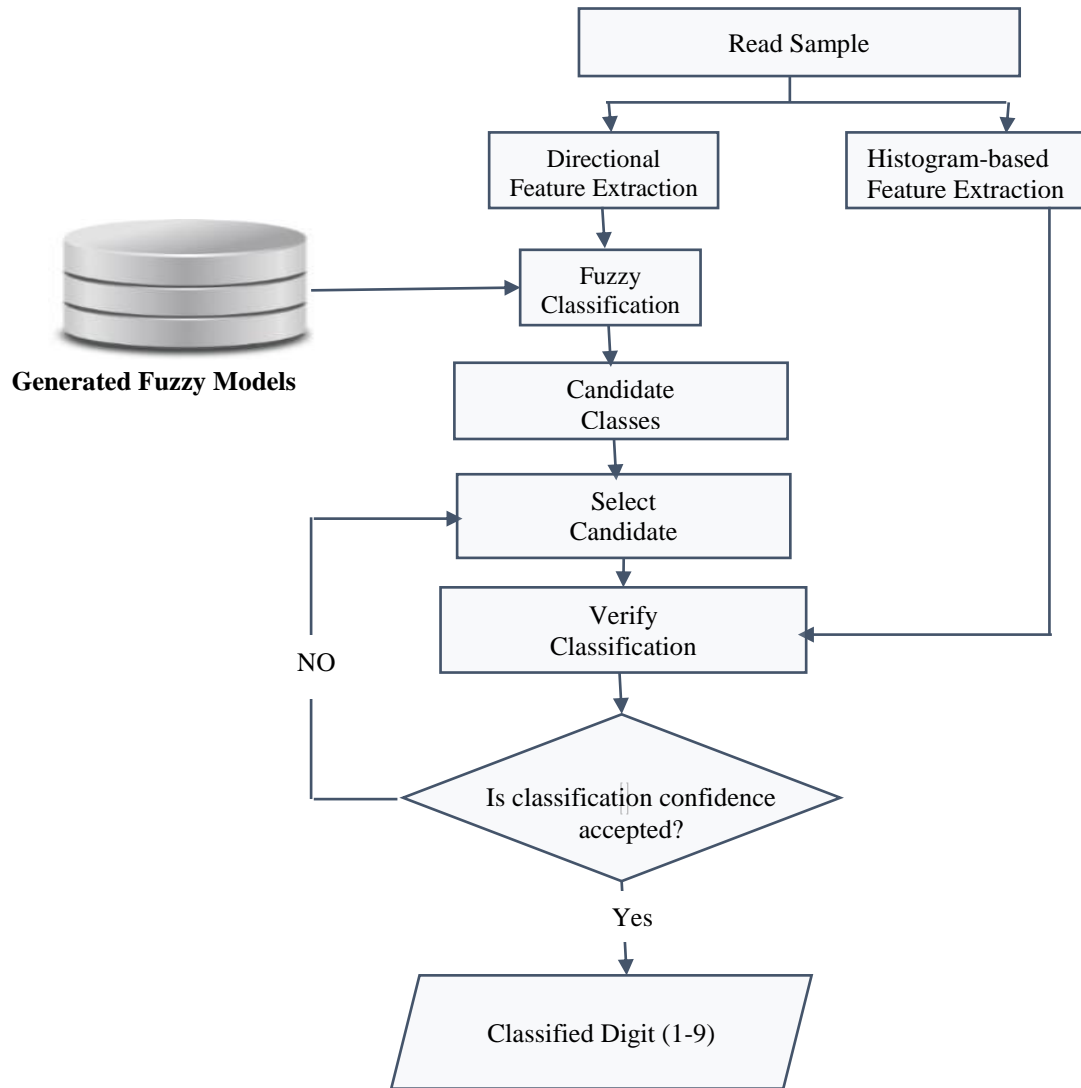 Read Sample
Directional
Feature Extraction
Histogram-based
Feature Extraction
Fuzzy
Classification
Generated Fuzzy Models
Candidate
Classes
Select
Candidate
Verify
Classification
NO
Is classification confidence
accepted?
Yes
Classified Digit (1-9)